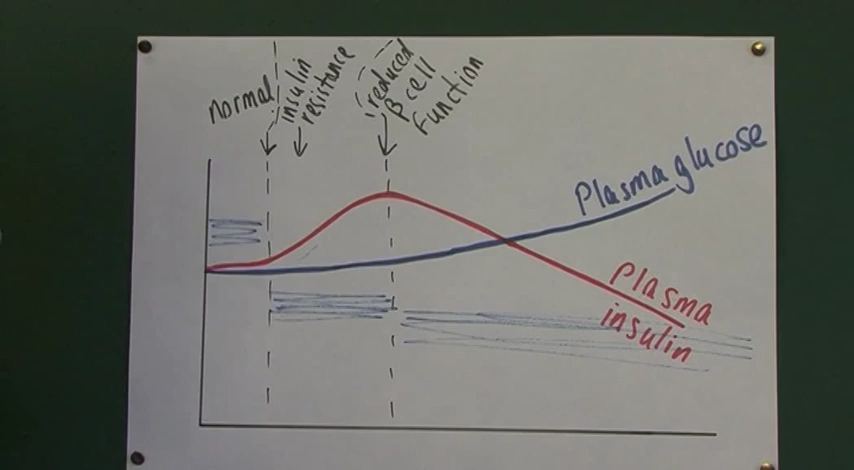 normal
insulin
resistance
reduced
β cell
Function
Plasma glucose
Plasma
insulin